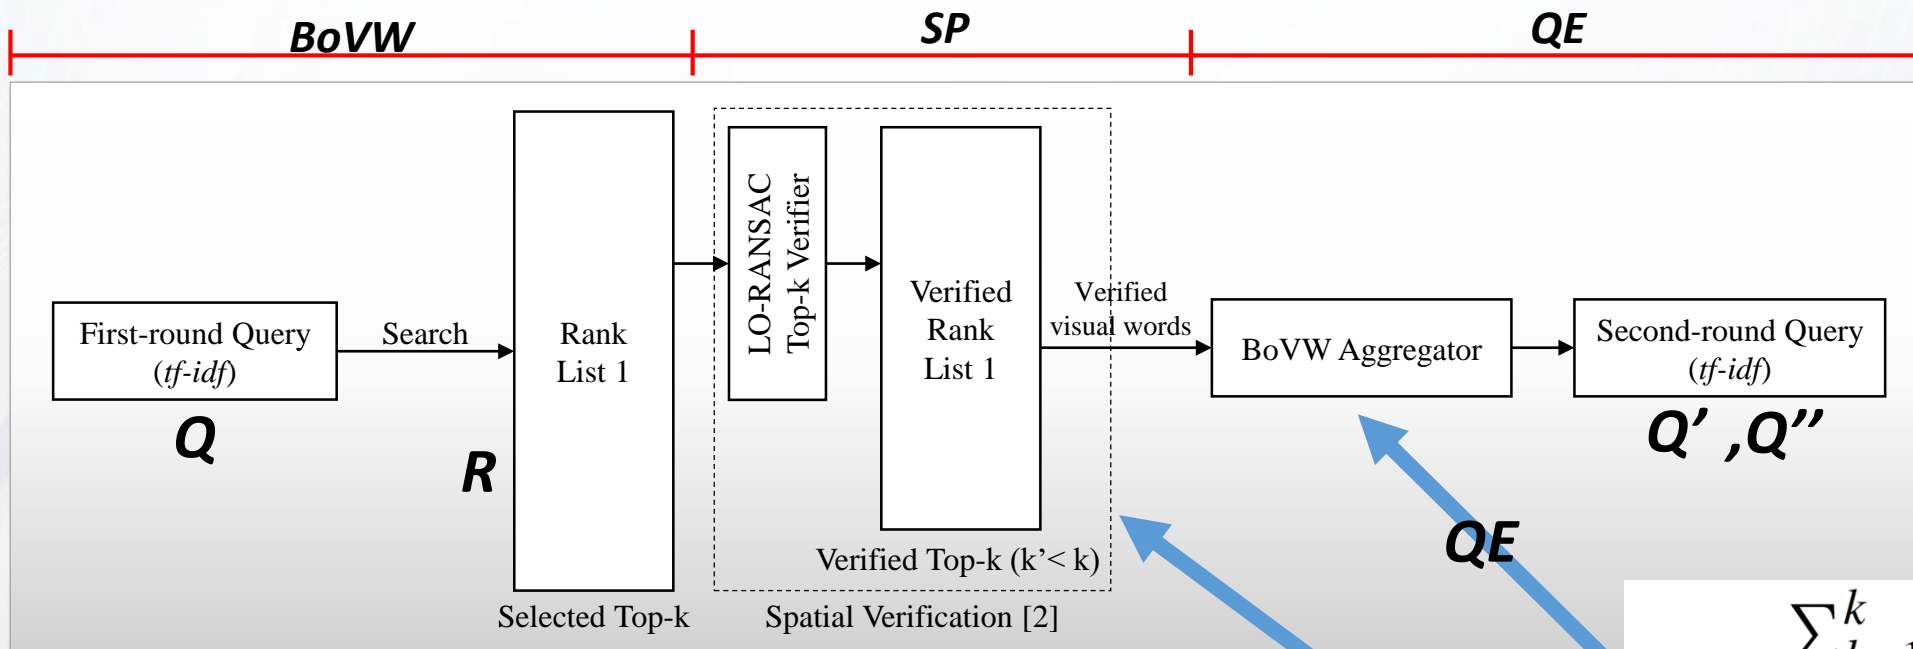 BoVW
SP
QE
First-round Query
(tf-idf)
Q
Search
R
Rank
List 1
Selected Top-k
LO-RANSAC
Top-k Verifier
Verified
Rank
List 1
Verified Top-k (k’< k)
Spatial Verification [2]
Verified
visual words
BoVW Aggregator
Second-round Query
(tf-idf)
Q’ ,Q’’
QE
∑ k